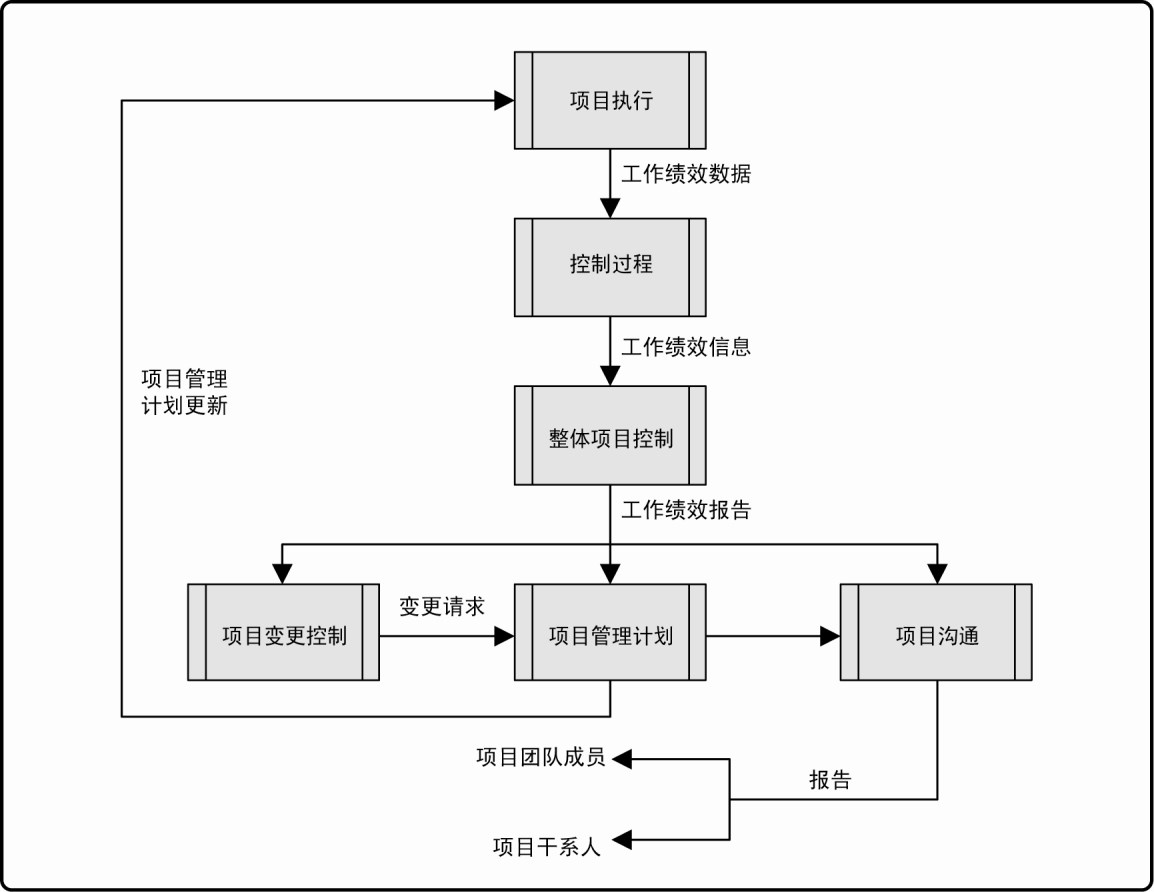 项目执行
工作绩效数据
控制过程
工作绩效信息
项目管理
计划更新
整体项目控制
工作绩效报告
变更请求
项目变更控制
项目管理计划
项目沟通
项目团队成员
报告
项目干系人